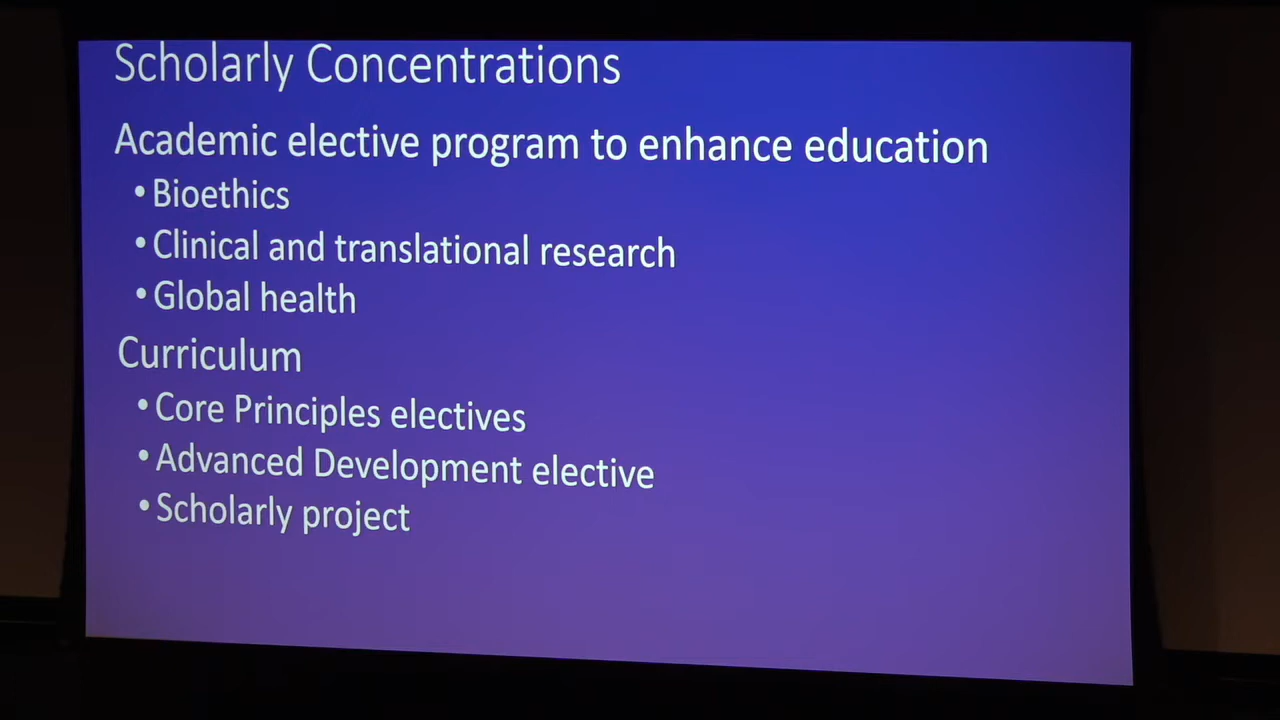 Scholarly Concentrations
Academic elective program to enhance education
• Bioethics
• Clinical and translational research
• Global health
Curriculum
• Core Principles electives
• Advanced Development elective
• Scholarly project